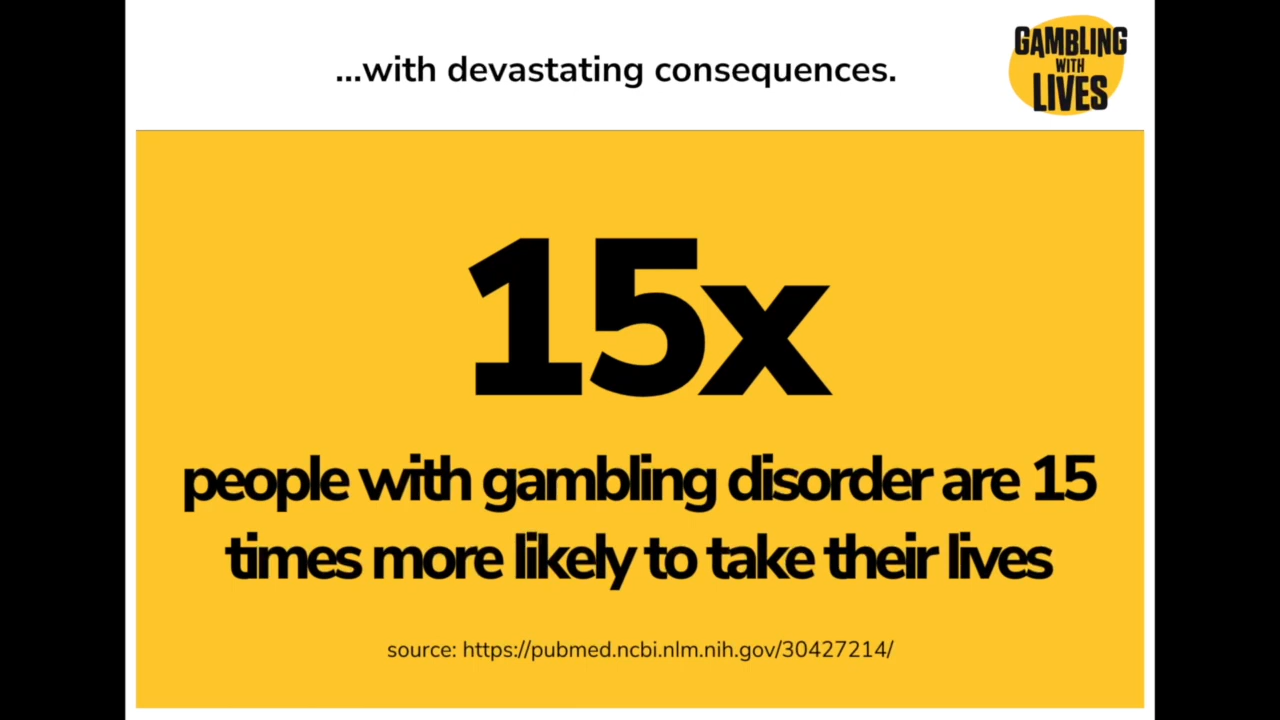 ...with devastating consequences.
GAMBLING
WITH
LIVES
15x
people with gambling disorder are 15
times more likely to take their lives
source: https://pubmed.ncbi.nlm.nih.gov/30427214/